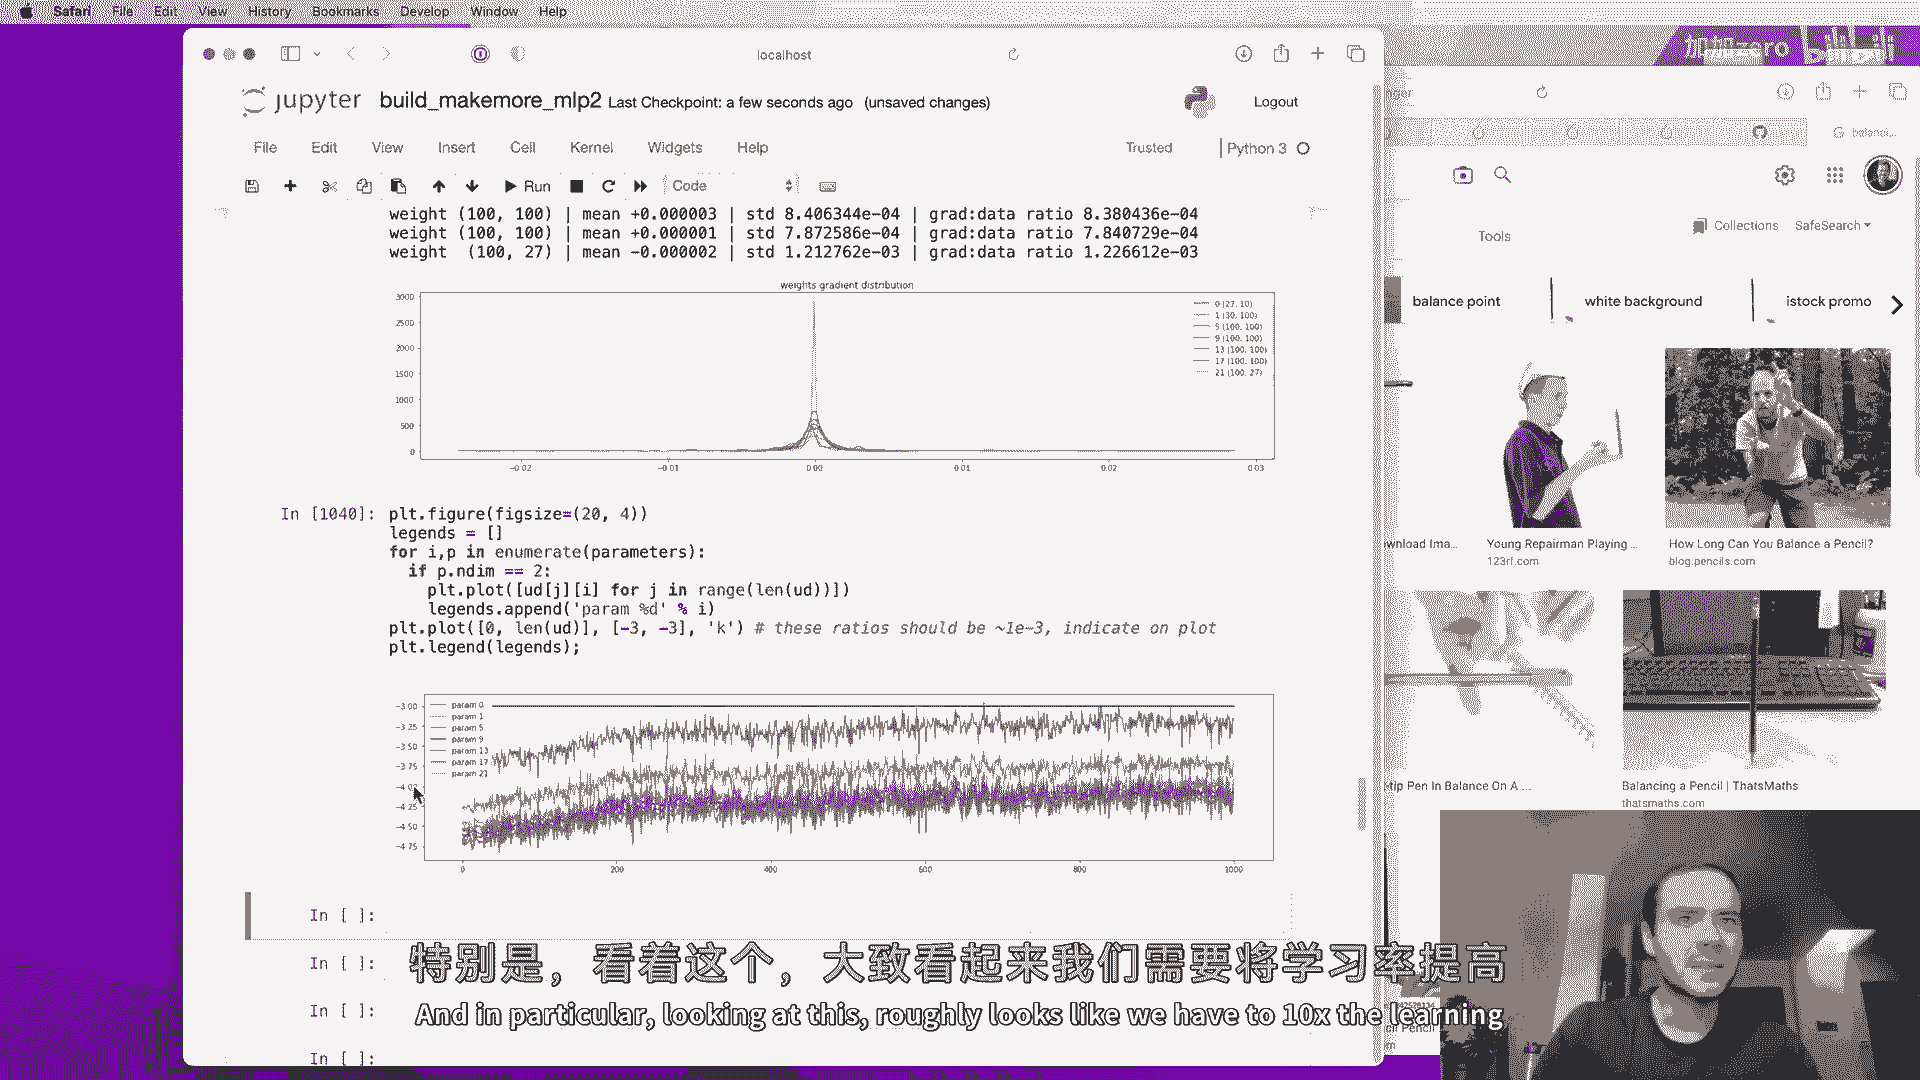 Safari File Edit View History Bookmarks Develop Window Help
加加zero bilibili
localhost
jupyter build_makemore_mlp2 Last Checkpoint: a few seconds ago (unsaved changes)
Logout
File Edit View Insert Cell Kernel Widgets Help
Trusted Python 3
Run Code
weight (100, 100) | mean +0.000003 | std 8.406344e-04 | grad:data ratio 8.380436e-04
weight (100, 100) | mean +0.000001 | std 7.872586e-04 | grad:data ratio 7.840729e-04
weight (100, 27) | mean -0.000002 | std 1.212762e-03 | grad:data ratio 1.226612e-03
weights gradient distribution
3000
2500
2000
1500
1000
500
0
0 (27, 10)
1 (30, 100)
5 (100, 100)
9 (100, 100)
13 (100, 100)
17 (100, 100)
21 (100, 27)
−0.02 −0.01 0.00 0.01 0.02 0.03
In [1040]: plt.figure(figsize=(20, 4))
legends = []
for i,p in enumerate(parameters):
if p.ndim == 2:
plt.plot([ud[j][i] for j in range(len(ud))])
legends.append('param %d' % i)
plt.plot([0, len(ud)], [-3, -3], 'k') # these ratios should be ~1e-3, indicate on plot
plt.legend(legends);
−3.00
−3.25
−3.50
−3.75
−4.25
−4.50
−4.75
param 0
param 1
param 5
param 9
param 13
param 17
param 21
0 200 400 600 800 1000
In [ ]:
In [ ]:
In [ ]:
In [ ]:
balanci...
Tools
Collections SafeSearch
balance point white background istock promo
Young Repairman Playing ...
123rf.com
How Long Can You Balance a Pencil?
blog.pencils.com
Pen In Balance On A ...
Balancing a Pencil | ThatsMaths
thatsmaths.com
特别是，看着这个，大致看起来我们需要将学习率提高
And in particular, looking at this, roughly looks like we have to 10x the learning